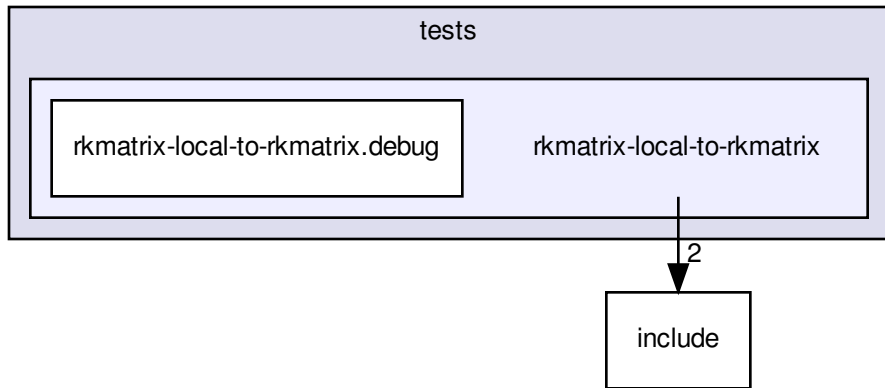 tests
rkmatrix-local-to-rkmatrix.debug
rkmatrix-local-to-rkmatrix
2
include